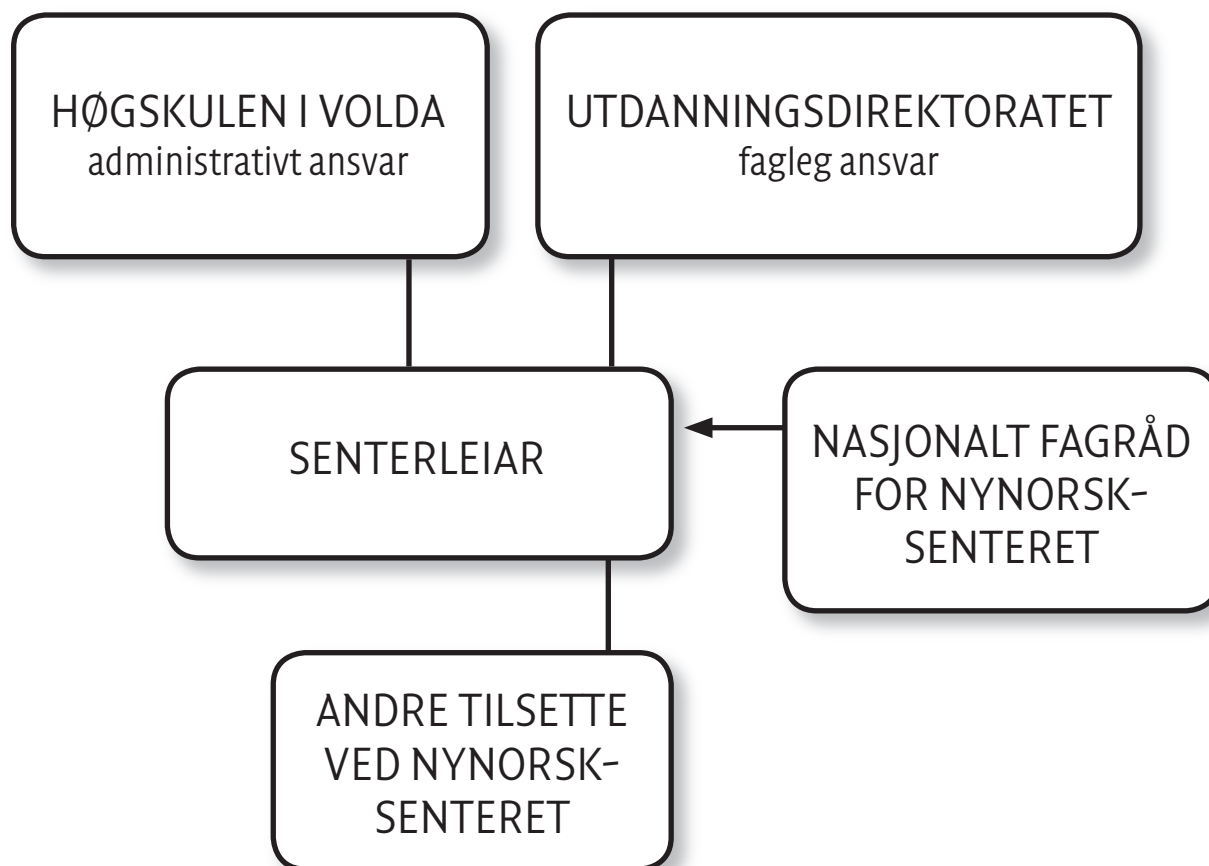 HØGSKULEN I VOLDA
administrativt ansvar
UTDANNINGSDIREKTORATET
fagleg ansvar
SENTERLEIAR
NASJONALT FAGRÅD
FOR NYNORSK-
SENTERET
ANDRE TILSETTE
VED NYNORSK-
SENTERET